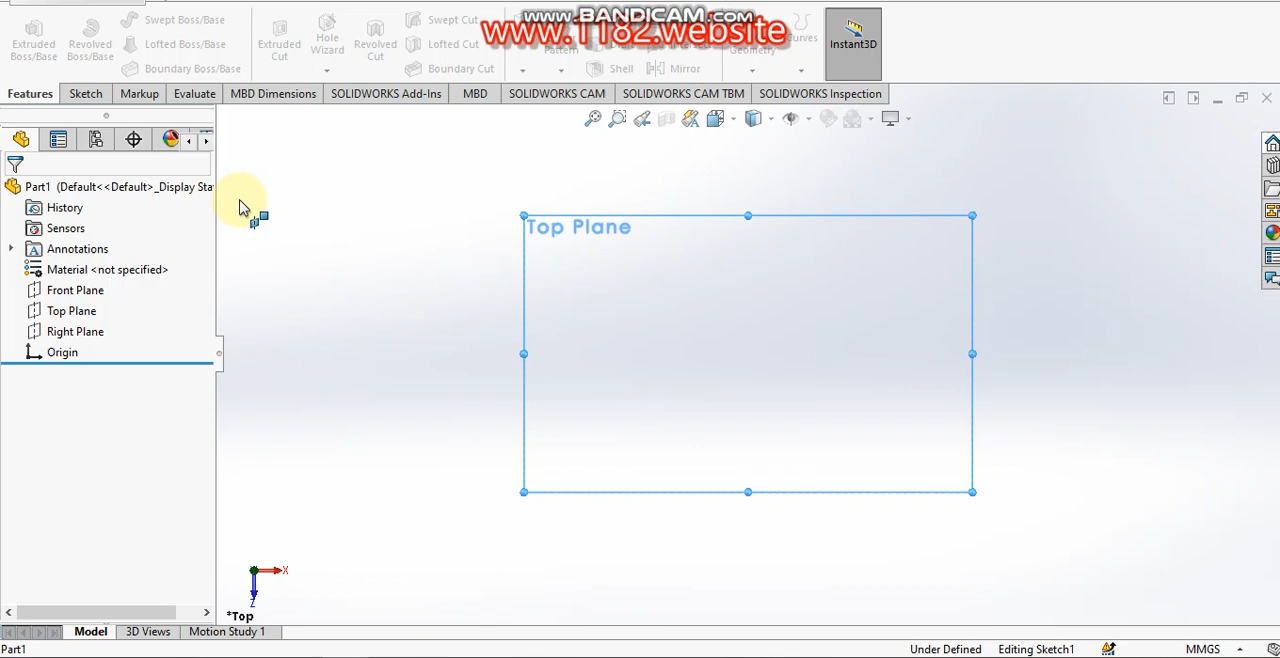 www.BANDICAM.com
www.1182.website
Extruded Boss/Base
Revolved Boss/Base
Swept Boss/Base
Lofted Boss/Base
Boundary Boss/Base
Extruded Cut
Hole Wizard
Revolved Cut
Swept Cut
Lofted Cut
Boundary Cut
Pattern
Shell
Mirror
Geometry
Instant3D
Features
Sketch
Markup
Evaluate
MBD Dimensions
SOLIDWORKS Add-Ins
MBD
SOLIDWORKS CAM
SOLIDWORKS CAM TBM
SOLIDWORKS Inspection
Part1 (Default<<Default>_Display Sta
History
Sensors
A
Annotations
Material <not specified>
Front Plane
Top Plane
Right Plane
Origin
Top Plane
X
Z
*Top
Model
3D Views
Motion Study 1
Part1
Under Defined
Editing Sketch1
MMGS